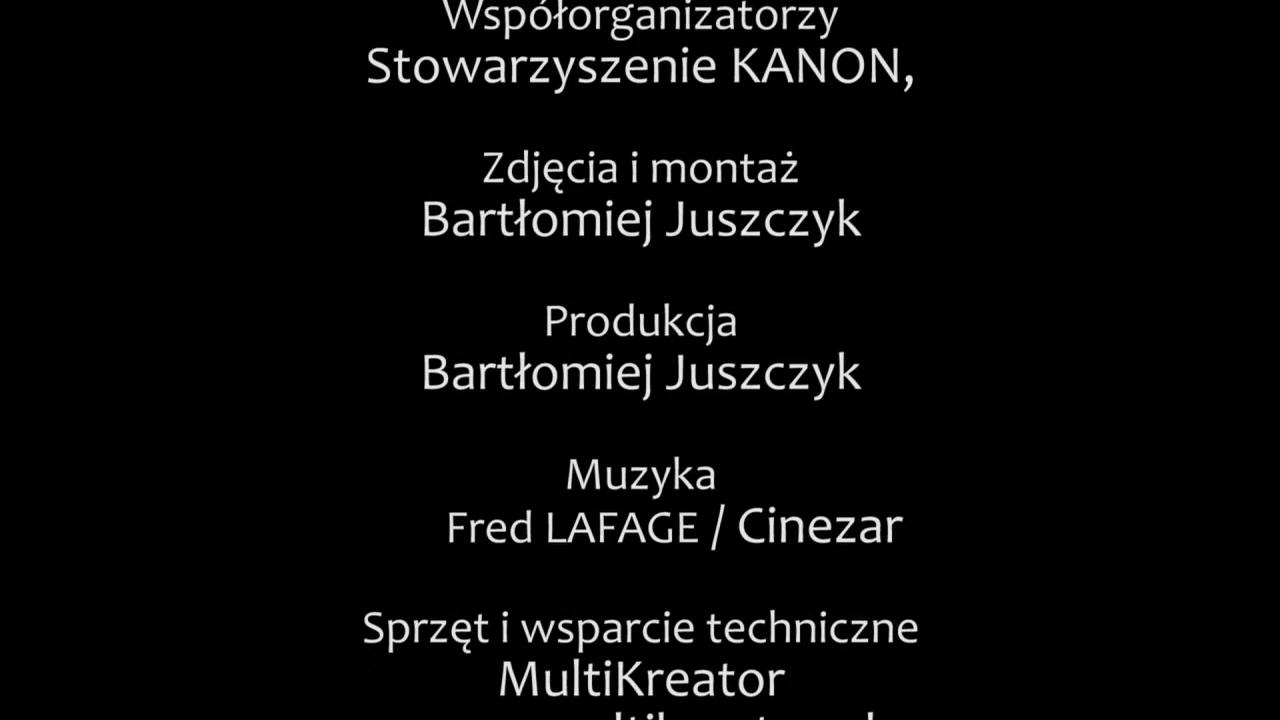 Współorganizatorzy
Stowarzyszenie KANON,
Zdjęcia i montaż
Bartłomiej Juszczyk
Produkcja
Bartłomiej Juszczyk
Muzyka
Fred LAFAGE / Cinezar
Sprzęt i wsparcie techniczne
MultiKreator